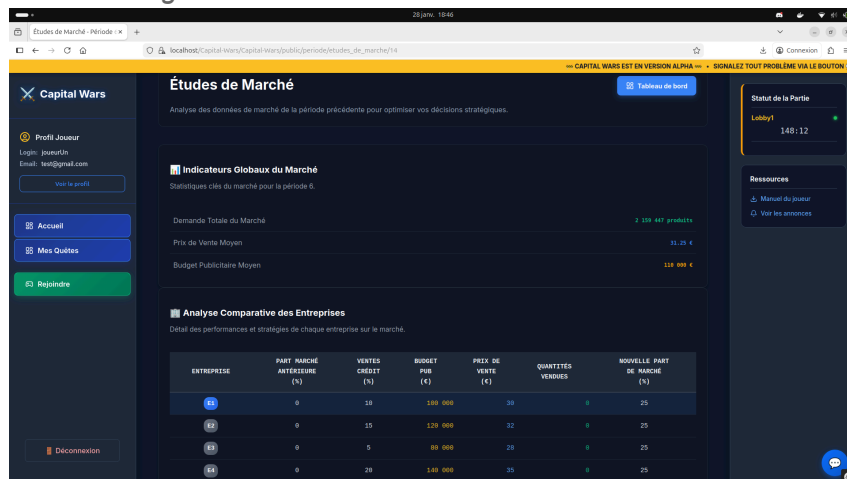 28 janv. 18:46
Études de Marché - Période :
localhost/Capital-Wars/Capital-Wars/public/periode/etudes_marche/14
Connexion
CAPITAL WARS EST EN VERSION ALPHA
• SIGNALEZ TOUT PROBLÈME VIA LE BOUTON
Capital Wars
Profil Joueur
Login: joueurUn
Email: test@gmail.com
Voir le profil
Accueil
Mes Quêtes
Rejoindre
Déconnexion
Études de Marché
Tableau de bord
Analyse des données de marché de la période précédente pour optimiser vos décisions stratégiques.
Indicateurs Globaux du Marché
Statistiques clés du marché pour la période 6.
Demande Totale du Marché 2 159 447 produits
Prix de Vente Moyen 31.25 €
Budget Publicitaire Moyen 110 000 €
Analyse Comparative des Entreprises
Détail des performances et stratégies de chaque entreprise sur le marché.
ENTREPRISE PART MARCHÉ ANTÉRIEURE (%) VENTES CRÉDIT (%) BUDGET PUB (€) PRIX DE VENTE (€) QUANTITÉS VENDUES NOUVELLE PART DE MARCHÉ (%)
E1 0 10 100 000 30 0 25
E2 0 15 120 000 32 0 25
E3 0 5 80 000 28 0 25
E4 0 20 140 000 35 0 25
Statut de la Partie
Lobby1
148:12
Ressources
Manuel du joueur
Voir les annonces